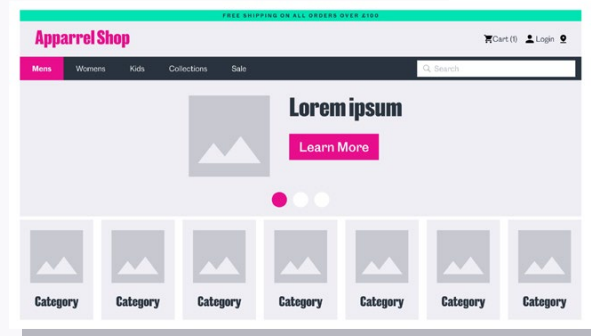 FREE SHIPPING ON ALL ORDERS OVER £100
Apparrel Shop
Cart (1) Login
Mens Womens Kids Collections Sale Search
Lorem ipsum
Learn More
Category Category Category Category Category Category Category